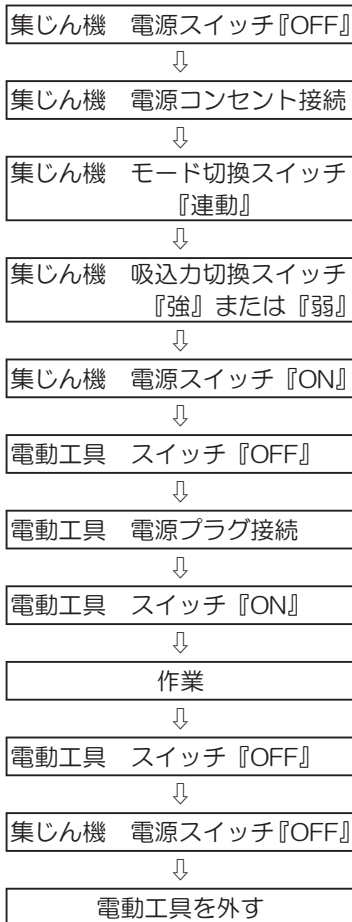 集じん機　電源スイッチ『OFF』
⇩
集じん機　電源コンセント接続
⇩
集じん機　モード切換スイッチ
『連動』
⇩
集じん機　吸込力切換スイッチ
『強』または『弱』
⇩
集じん機　電源スイッチ『ON』
⇩
電動工具　スイッチ『OFF』
⇩
電動工具　電源プラグ接続
⇩
電動工具　スイッチ『ON』
⇩
作業
⇩
電動工具　スイッチ『OFF』
⇩
集じん機　電源スイッチ『OFF』
⇩
電動工具を外す